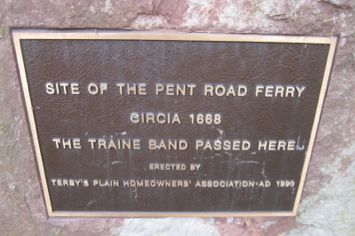 SITE OF THE PENT ROAD FERRY
CIRCIA 1668
THE TRAINE BAND PASSED HERE
ERECTED BY
TERRY'S PLAIN HOMEOWNERS' ASSOCIATION-AD 1990